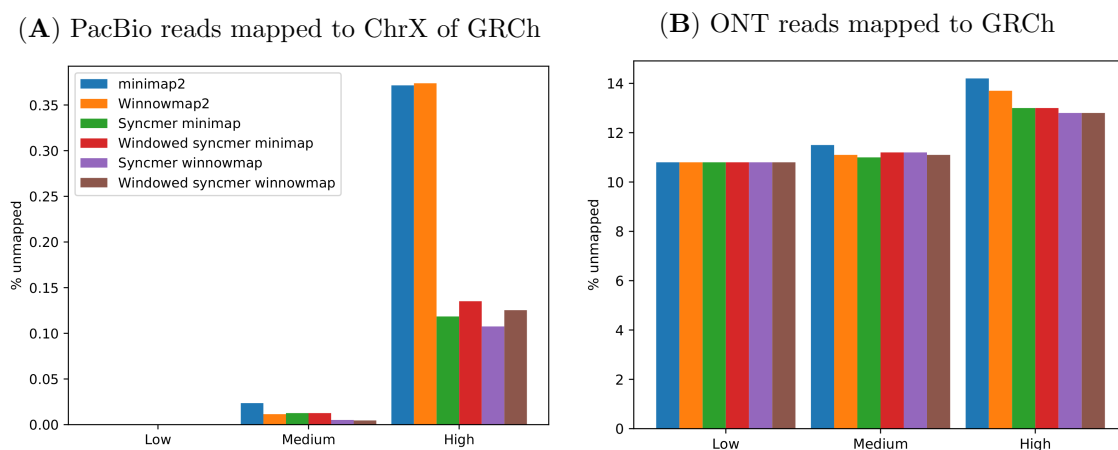 (A) PacBio reads mapped to ChrX of GRCh
% unmapped
0.35
0.30
0.25
0.20
0.15
0.10
0.05
0.00
minimap2
Winnowmap2
Syncmer minimap
Windowed syncmer minimap
Syncmer winnowmap
Windowed syncmer winnowmap
Low Medium High
(B) ONT reads mapped to GRCh
% unmapped
14
12
10
8
6
4
2
0
Low Medium High